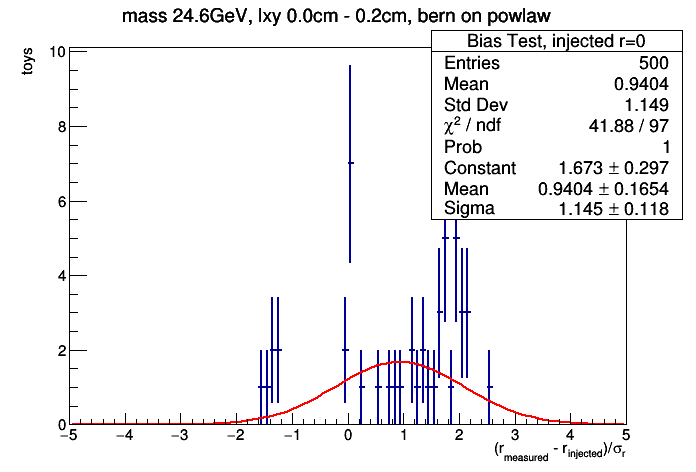 mass 24.6GeV, lxy 0.0cm - 0.2cm, bern on powlaw
toys
10
8
6
4
2
0
Bias Test, injected r=0
Entries 500
Mean 0.9404
Std Dev 1.149
χ² / ndf 41.88 / 97
Prob 1
Constant 1.673 ± 0.297
Mean 0.9404 ± 0.1654
Sigma 1.145 ± 0.118
−5 −4 −3 −2 −1 0 1 2 3 4 5
(r_measured - r_injected)/σ_r